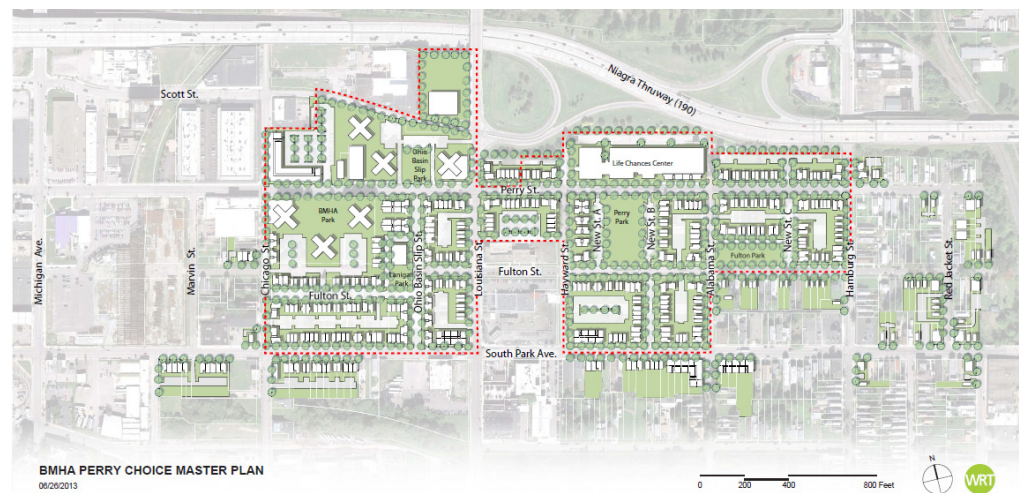 Niagra Thruway (190)
Scott St.
Ohio
Basin
Slip
Park
Life Chances Center
Perry St.
BMHA
Park
Perry
Park
New St. A
New St. B
New St. C
Lanigan
Park
Fulton Park
Michigan Ave.
Marvin St.
Chicago St.
Ohio Basin Slip St.
Louisiana St.
Hayward St.
Alabama St.
Hamburg St.
Red Jacket St.
Fulton St.
Fulton St.
South Park Ave.
BMHA PERRY CHOICE MASTER PLAN
06/26/2013
0 200 400 800 Feet
N
WRT